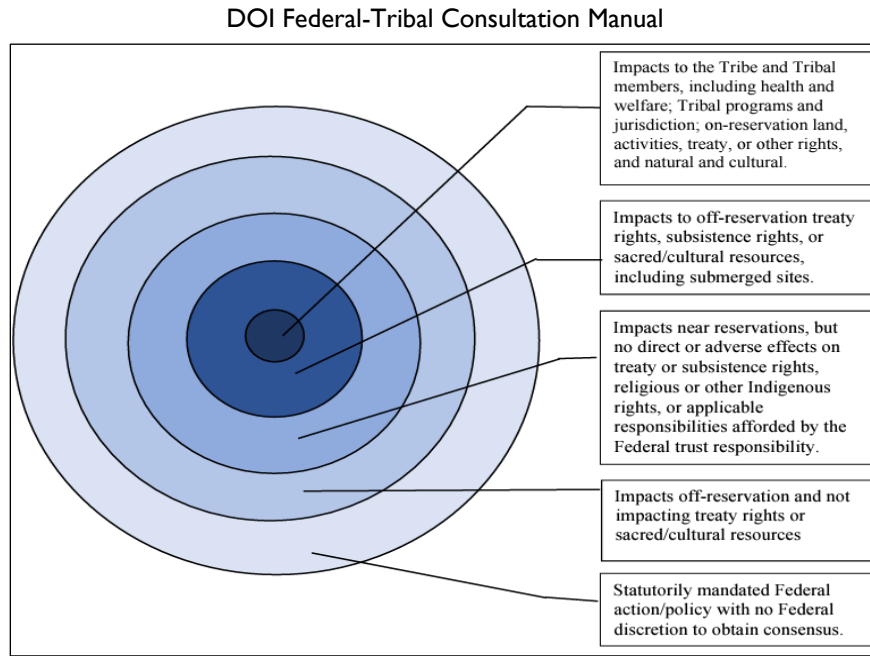 DOI Federal-Tribal Consultation Manual
Impacts to the Tribe and Tribal
members, including health and
welfare; Tribal programs and
jurisdiction; on-reservation land,
activities, treaty, or other rights,
and natural and cultural.
Impacts to off-reservation treaty
rights, subsistence rights, or
sacred/cultural resources,
including submerged sites.
Impacts near reservations, but
no direct or adverse effects on
treaty or subsistence rights,
religious or other Indigenous
rights, or applicable
responsibilities afforded by the
Federal trust responsibility.
Impacts off-reservation and not
impacting treaty rights or
sacred/cultural resources
Statutorily mandated Federal
action/policy with no Federal
discretion to obtain consensus.